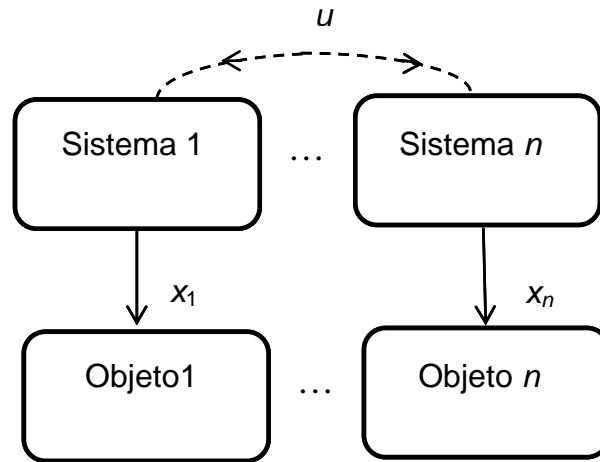 u
Sistema 1 … Sistema n
x₁ xₙ
Objeto1 … Objeto n